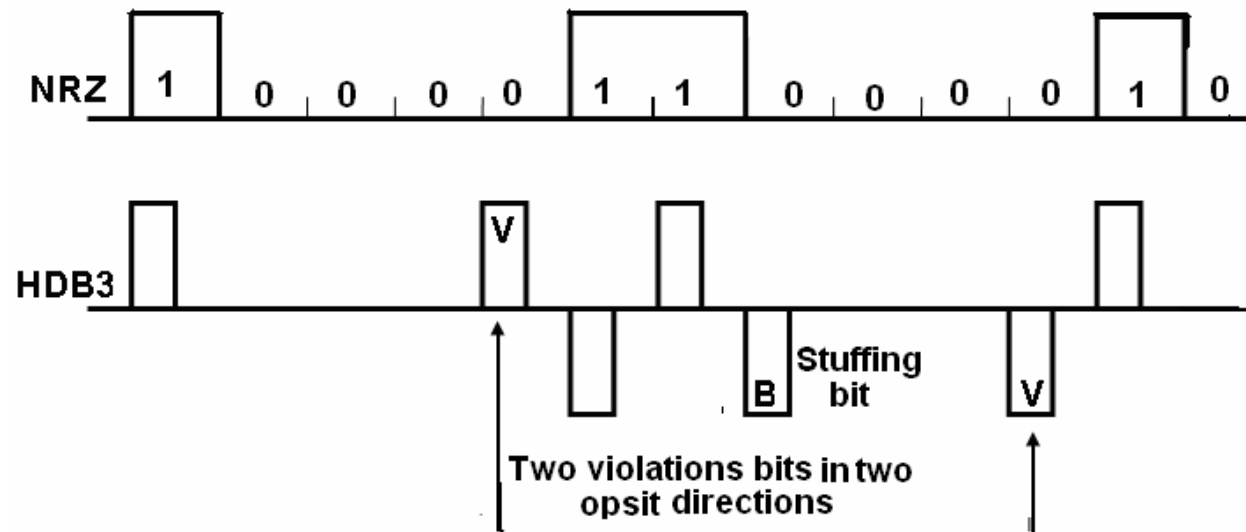 NRZ 1 0 0 0 0 1 1 0 0 0 0 1 0
HDB3 V
B Stuffing V
bit
Two violations bits in two
opsit directions